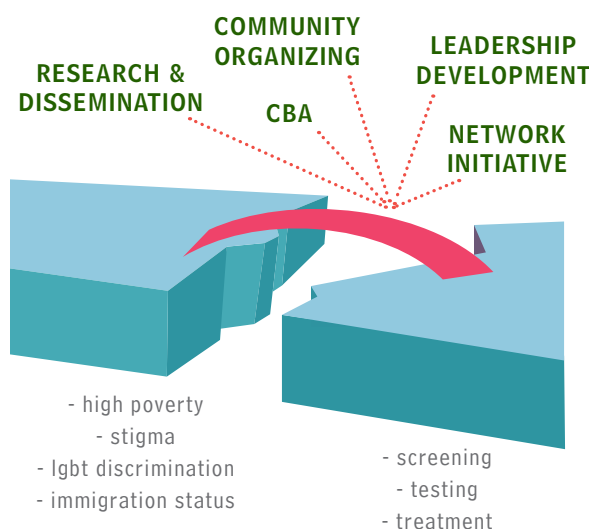 COMMUNITY
ORGANIZING
LEADERSHIP
DEVELOPMENT
RESEARCH &
DISSEMINATION
CBA
NETWORK
INITIATIVE
- high poverty
- stigma
- lgbt discrimination
- immigration status
- screening
- testing
- treatment